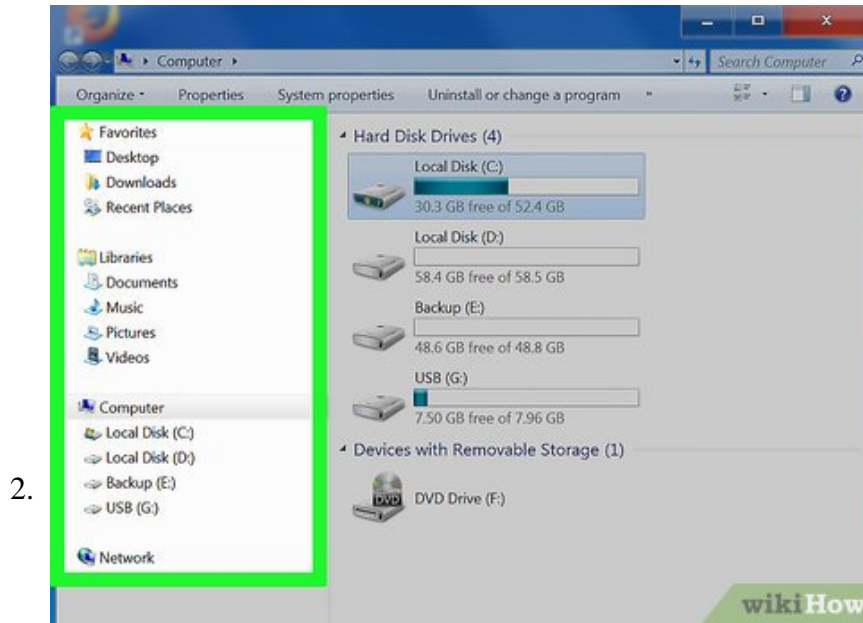 Computer
Search Computer
Organize
Properties
System properties
Uninstall or change a program
Favorites
Desktop
Downloads
Recent Places
Libraries
Documents
Music
Pictures
Videos
Computer
Local Disk (C:)
Local Disk (D:)
Backup (E:)
USB (G:)
Network
Hard Disk Drives (4)
Local Disk (C:)
30.3 GB free of 52.4 GB
Local Disk (D:)
58.4 GB free of 58.5 GB
Backup (E:)
48.6 GB free of 48.8 GB
USB (G:)
7.50 GB free of 7.96 GB
Devices with Removable Storage (1)
DVD
DVD Drive (F:)
2.
wikiHow